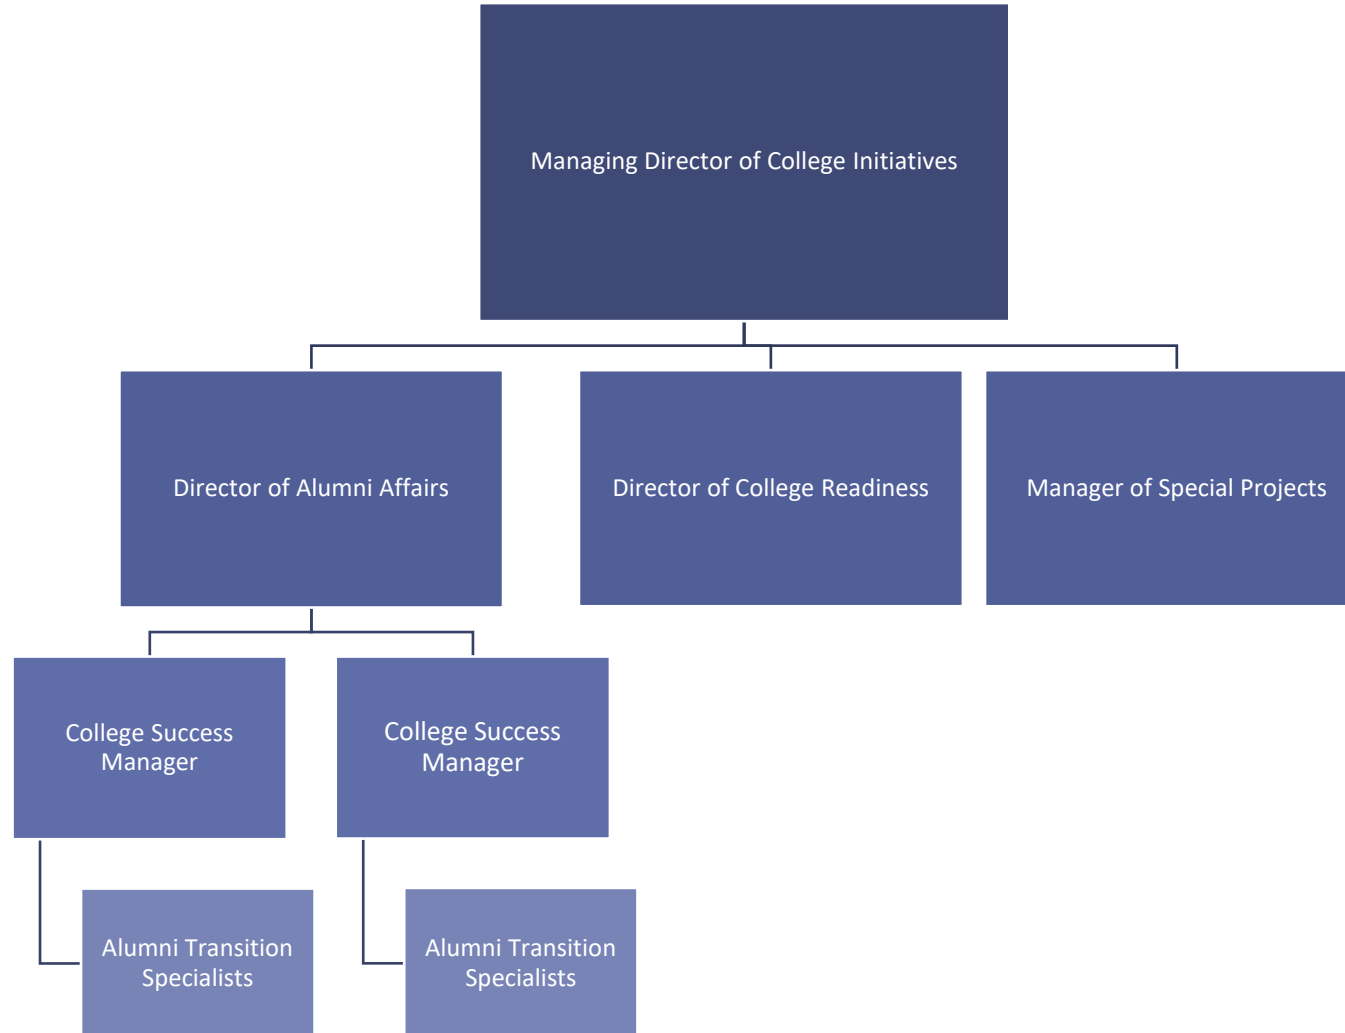 Managing Director of College Initiatives
Director of Alumni Affairs
Director of College Readiness
Manager of Special Projects
College Success
Manager
College Success
Manager
Alumni Transition
Specialists
Alumni Transition
Specialists